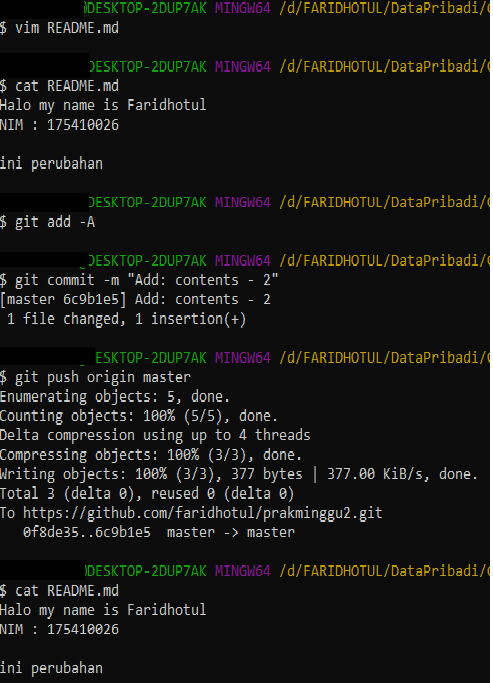 @DESKTOP-2DUP7AK MINGW64 /d/FARIDHOTUL/DataPribadi/
$ vim README.md
DESKTOP-2DUP7AK MINGW64 /d/FARIDHOTUL/DataPribadi/
$ cat README.md
Halo my name is Faridhotul
NIM : 175410026
ini perubahan
DESKTOP-2DUP7AK MINGW64 /d/FARIDHOTUL/DataPribadi/
$ git add -A
DESKTOP-2DUP7AK MINGW64 /d/FARIDHOTUL/DataPribadi/
$ git commit -m "Add: contents - 2"
[master 6c9b1e5] Add: contents - 2
1 file changed, 1 insertion(+)
ESKTOP-2DUP7AK MINGW64 /d/FARIDHOTUL/DataPribadi/
$ git push origin master
Enumerating objects: 5, done.
Counting objects: 100% (5/5), done.
Delta compression using up to 4 threads
Compressing objects: 100% (3/3), done.
Writing objects: 100% (3/3), 377 bytes | 377.00 KiB/s, done.
Total 3 (delta 0), reused 0 (delta 0)
To https://github.com/faridhotul/prakminggu2.git
0f8de35..6c9b1e5 master -> master
@DESKTOP-2DUP7AK MINGW64 /d/FARIDHOTUL/DataPribadi/
$ cat README.md
Halo my name is Faridhotul
NIM : 175410026
ini perubahan